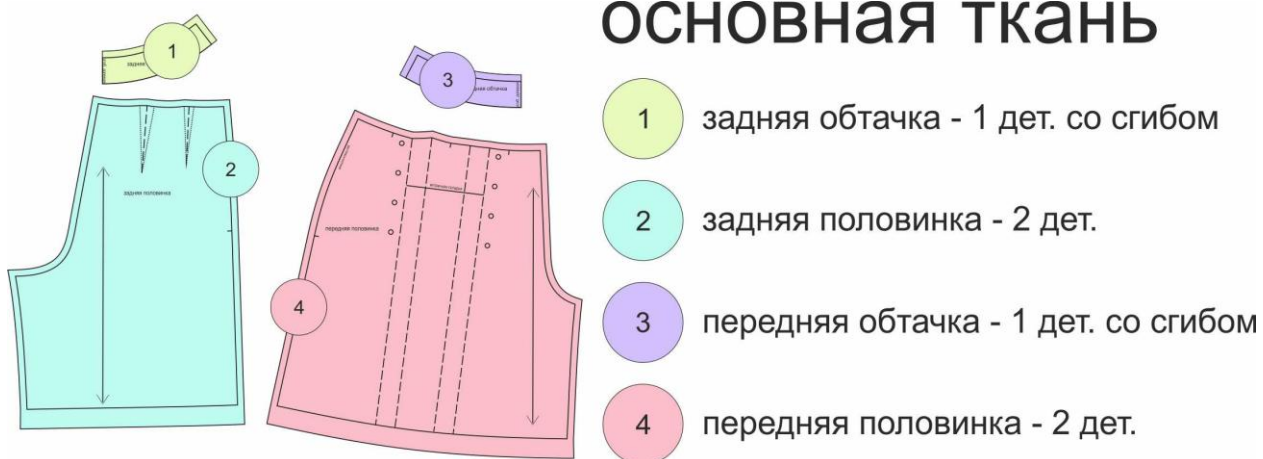 основная ткань
1
задняя обтачка - 1 дет. со сгибом
2
задняя половинка - 2 дет.
3
передняя обтачка - 1 дет. со сгибом
4
передняя половинка - 2 дет.
1
задняя
3
обтачка
2
задняя половинка
4
передняя половинка